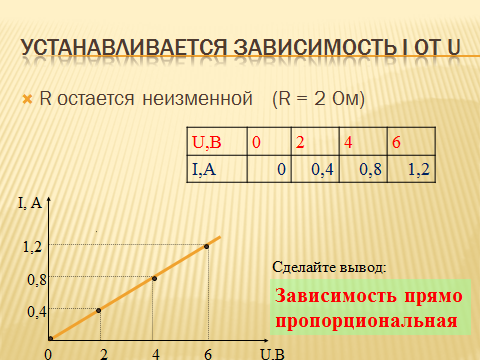 УСТАНАВЛИВАЕТСЯ ЗАВИСИМОСТЬ I ОТ U
R остается неизменной (R = 2 Ом)
U,В 0 2 4 6
I,А 0 0,4 0,8 1,2
I, А
1,2
0,8
0,4
0 2 4 6 U,В
Сделайте вывод:
Зависимость прямо
пропорциональная